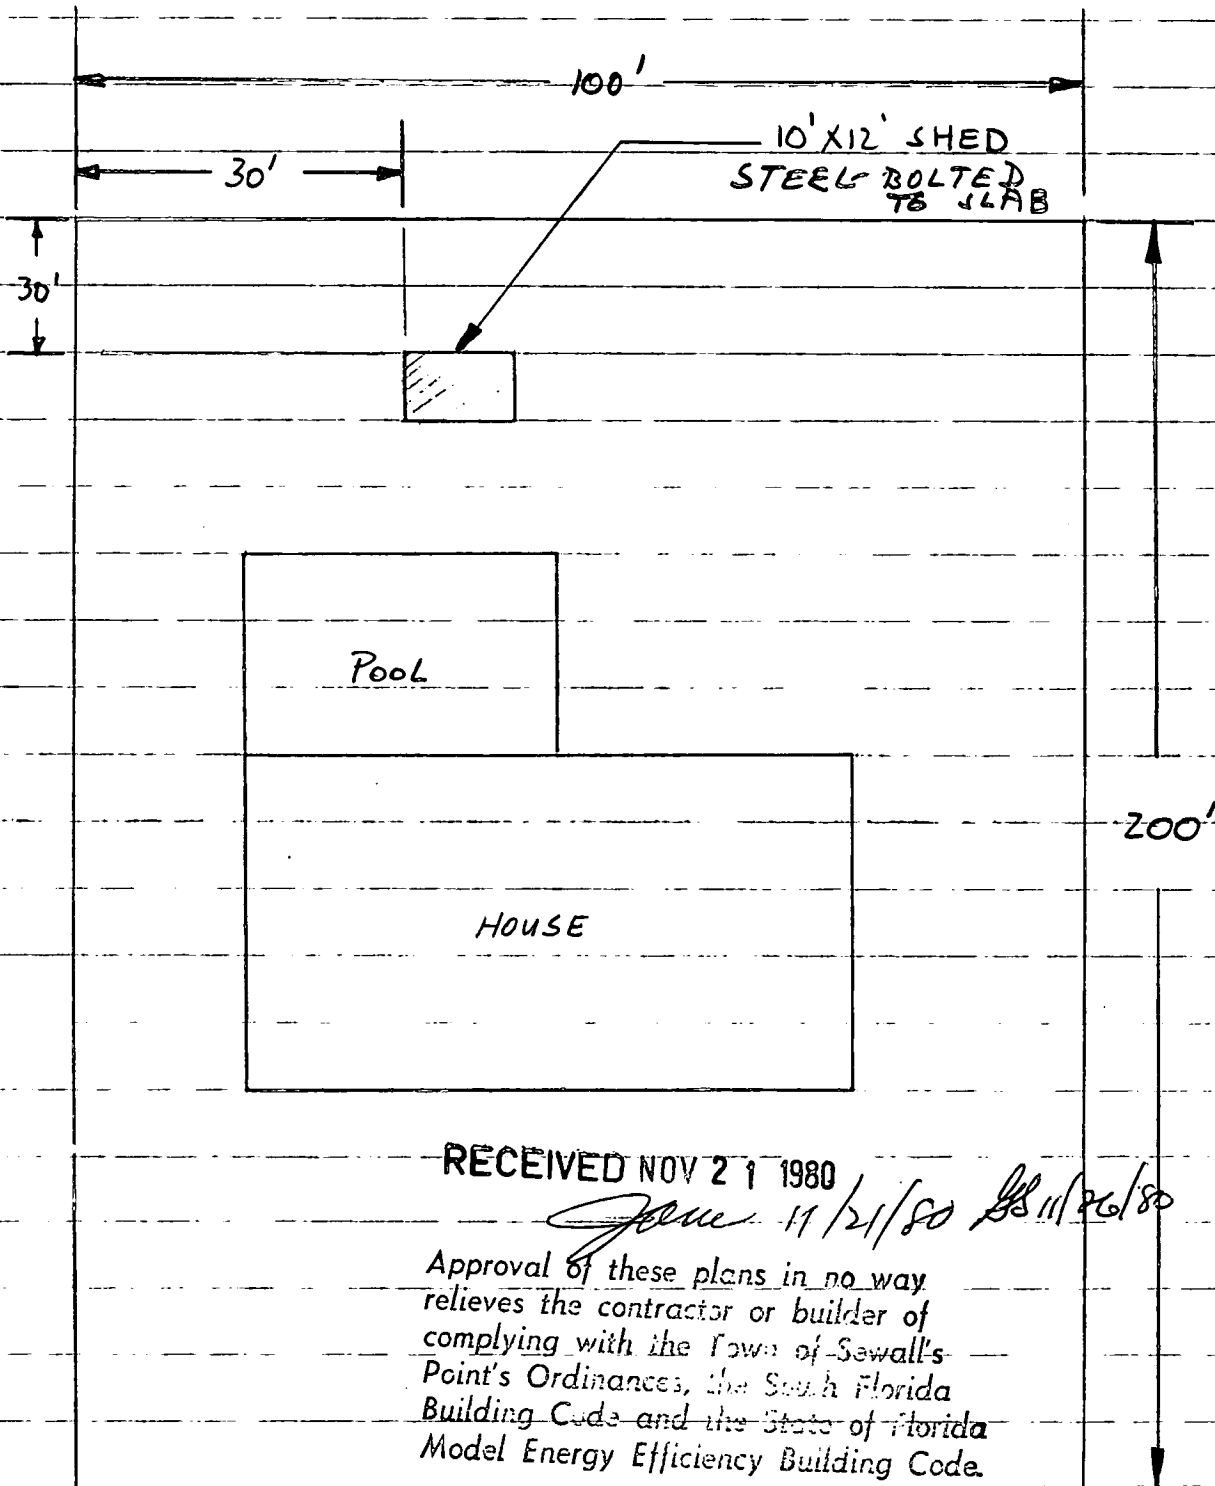 100'
10'X12' SHED
30'
STEEL BOLTED
TO SLAB
30'
POOL
200'
HOUSE
RECEIVED NOV 21 1980
11/21/80 11/26/80
Approval of these plans in no way
relieves the contractor or builder of
complying with the Town of Sewall's
Point's Ordinances, the South Florida
Building Code and the State of Florida
Model Energy Efficiency Building Code.